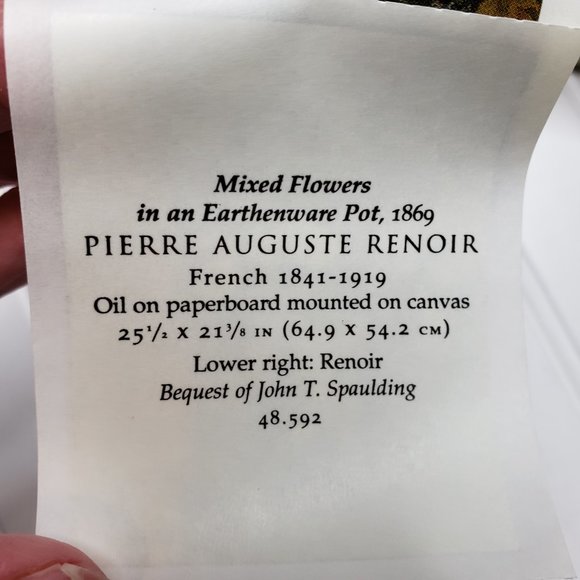 Mixed Flowers
in an Earthenware Pot, 1869
PIERRE AUGUSTE RENOIR
French 1841-1919
Oil on paperboard mounted on canvas
25 1/2 x 21 3/8 IN (64.9 x 54.2 CM)
Lower right: Renoir
Bequest of John T. Spaulding
48.592